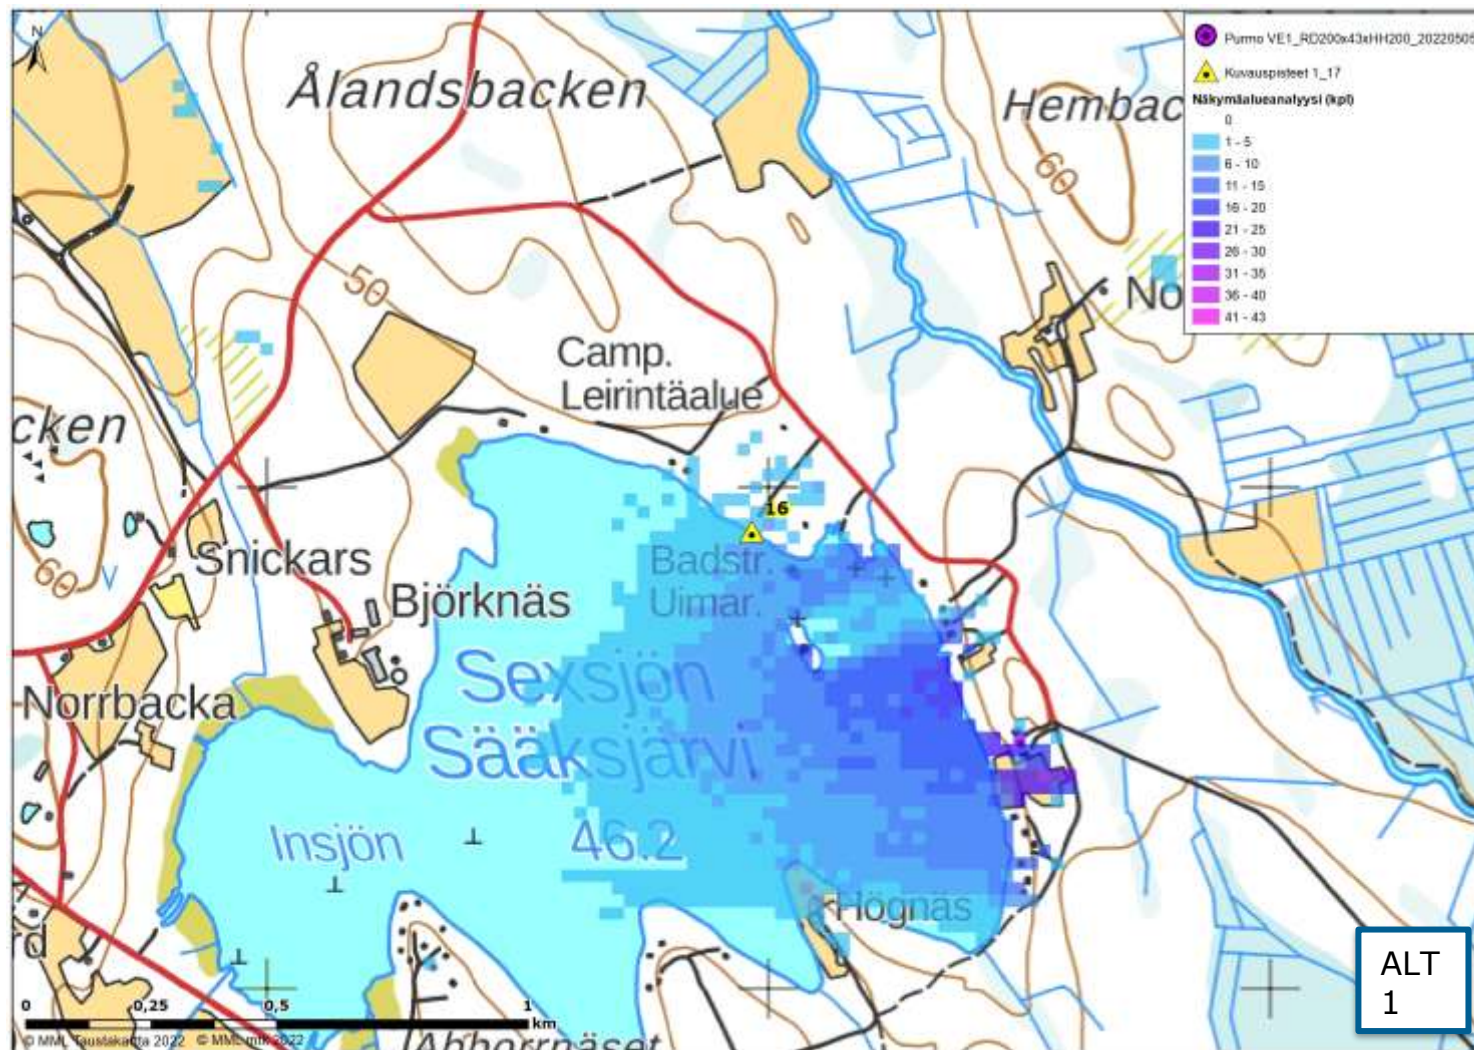 N
Ålandsbacken
Hembac
Purmo VE1_RD200x43xHH200_20220505
Kuvauspisteet 1_17
Näkymäalueanalyysi (kpl)
0
1 - 5
6 - 10
11 - 15
16 - 20
21 - 25
26 - 30
31 - 35
36 - 40
41 - 43
60
No
50
Camp.
Leirintäalue
cken
16
60
Snickars
Badstr.
Uimar.
Björknäs
Sexsjön
Sääksjärvi
Norrbacka
Insjön
46.2
Högnäs
rd
ALT
1
0 0,25 0,5 1
km
© MML Taustakartta 2022 © MML mtk 2022
Abborrnäset